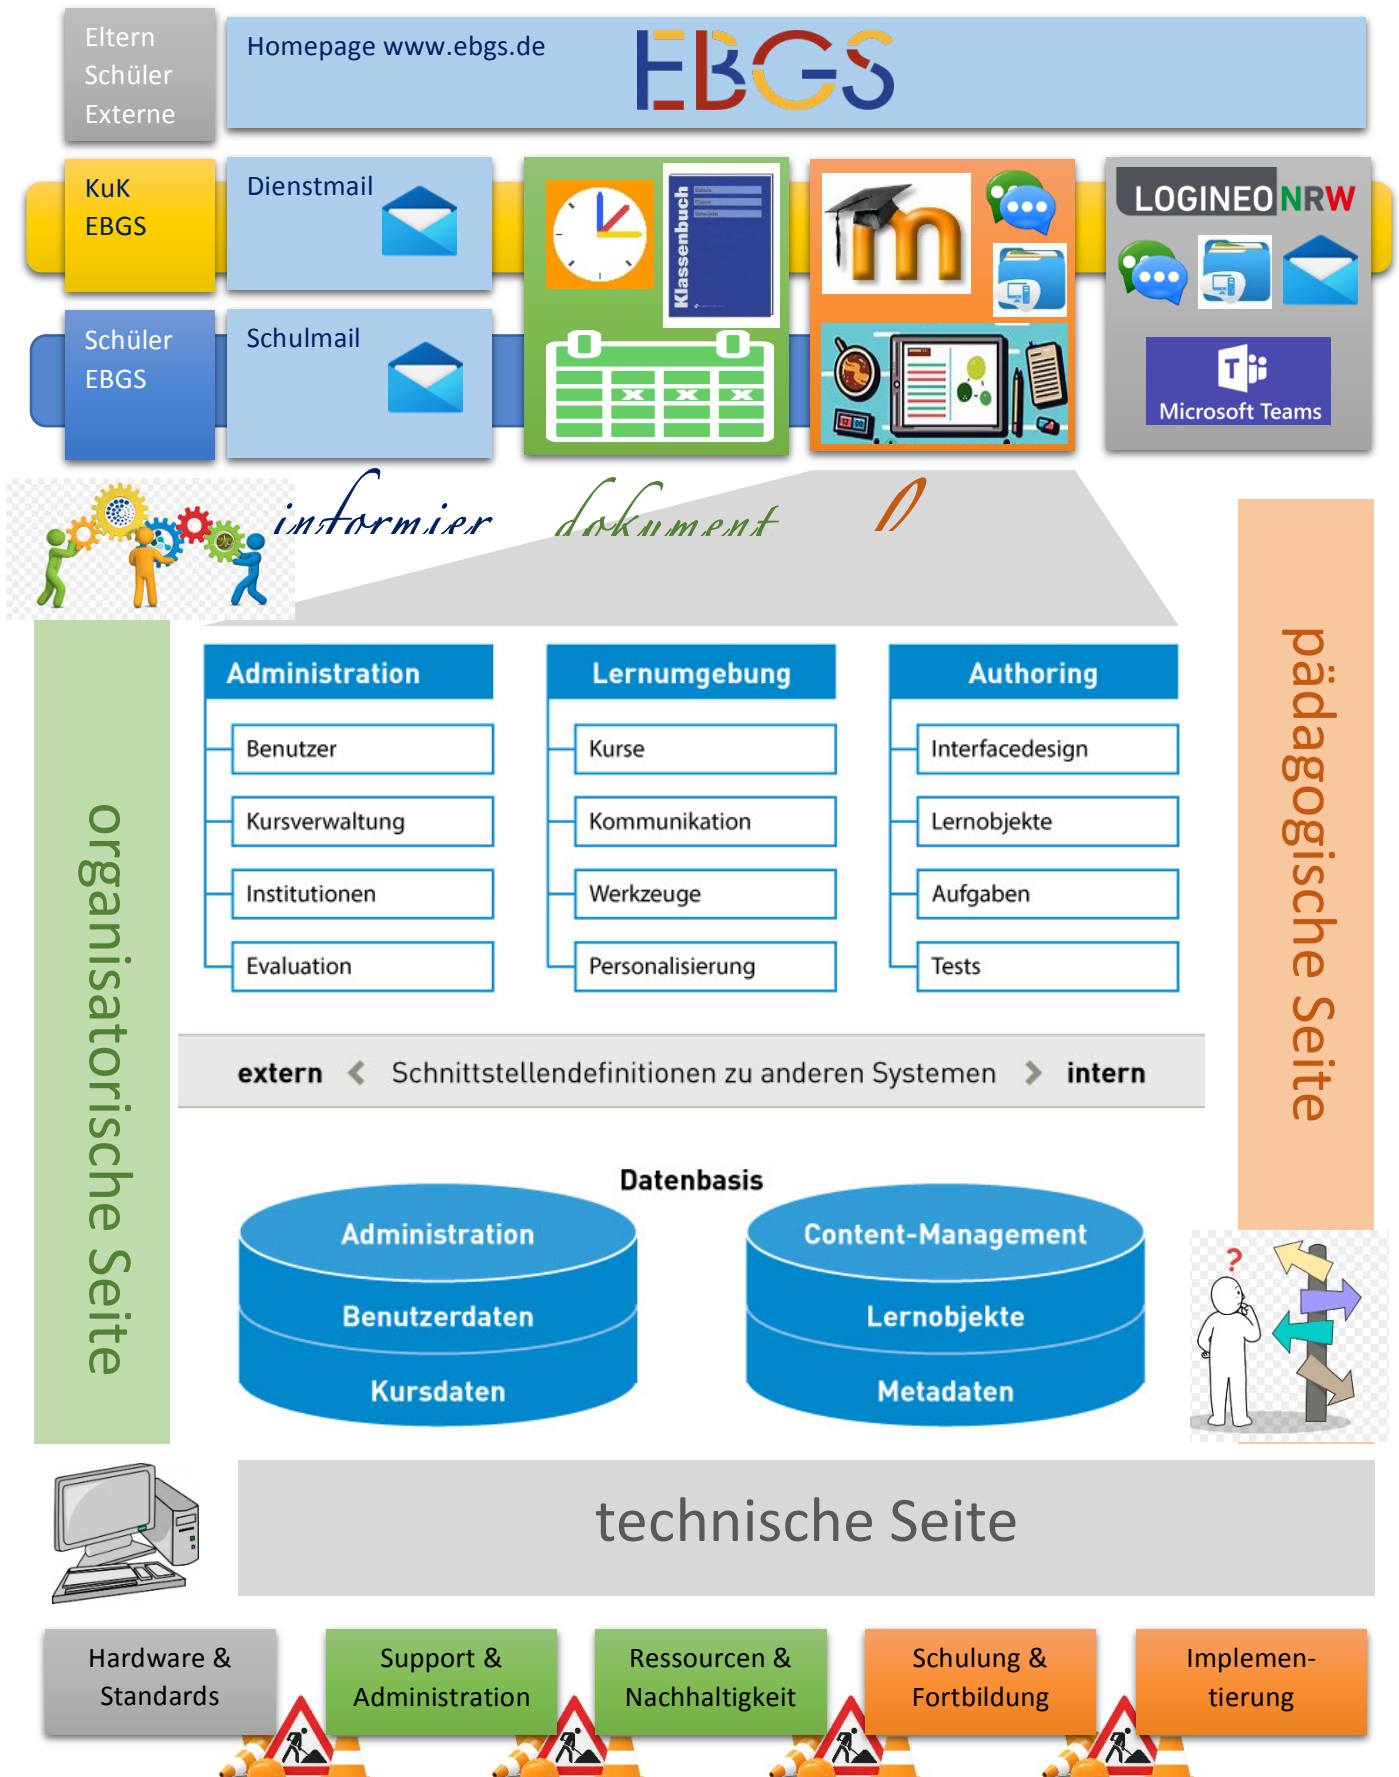 Eltern
Schüler
Externe
Homepage www.ebgs.de
EBGS
KuK
EBGS
Dienstmail
Klassenbuch
m
LOGINEO NRW
Schüler
EBGS
Schulmail
x x x
T
Microsoft Teams
informier
dokument
Administration
Benutzer
Kursverwaltung
Institutionen
Evaluation
Lernumgebung
Kurse
Kommunikation
Werkzeuge
Personalisierung
Authoring
Interfacedesign
Lernobjekte
Aufgaben
Tests
organisatorische Seite
pädagogische Seite
extern < Schnittstellendefinitionen zu anderen Systemen > intern
Datenbasis
Administration
Benutzerdaten
Kursdaten
Content-Management
Lernobjekte
Metadaten
?
technische Seite
Hardware &
Standards
Support &
Administration
Ressourcen &
Nachhaltigkeit
Schulung &
Fortbildung
Implemen-
tierung